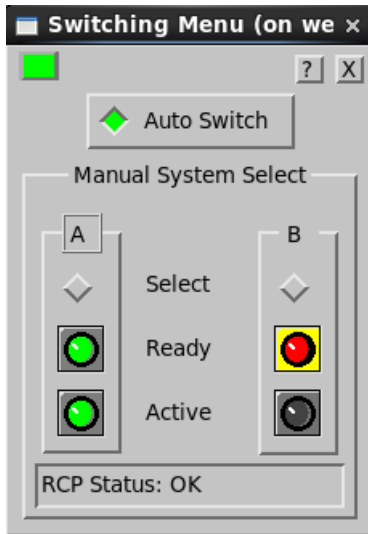 Switching Menu (on we ×
? X
Auto Switch
Manual System Select
A B
Select
Ready
Active
RCP Status: OK